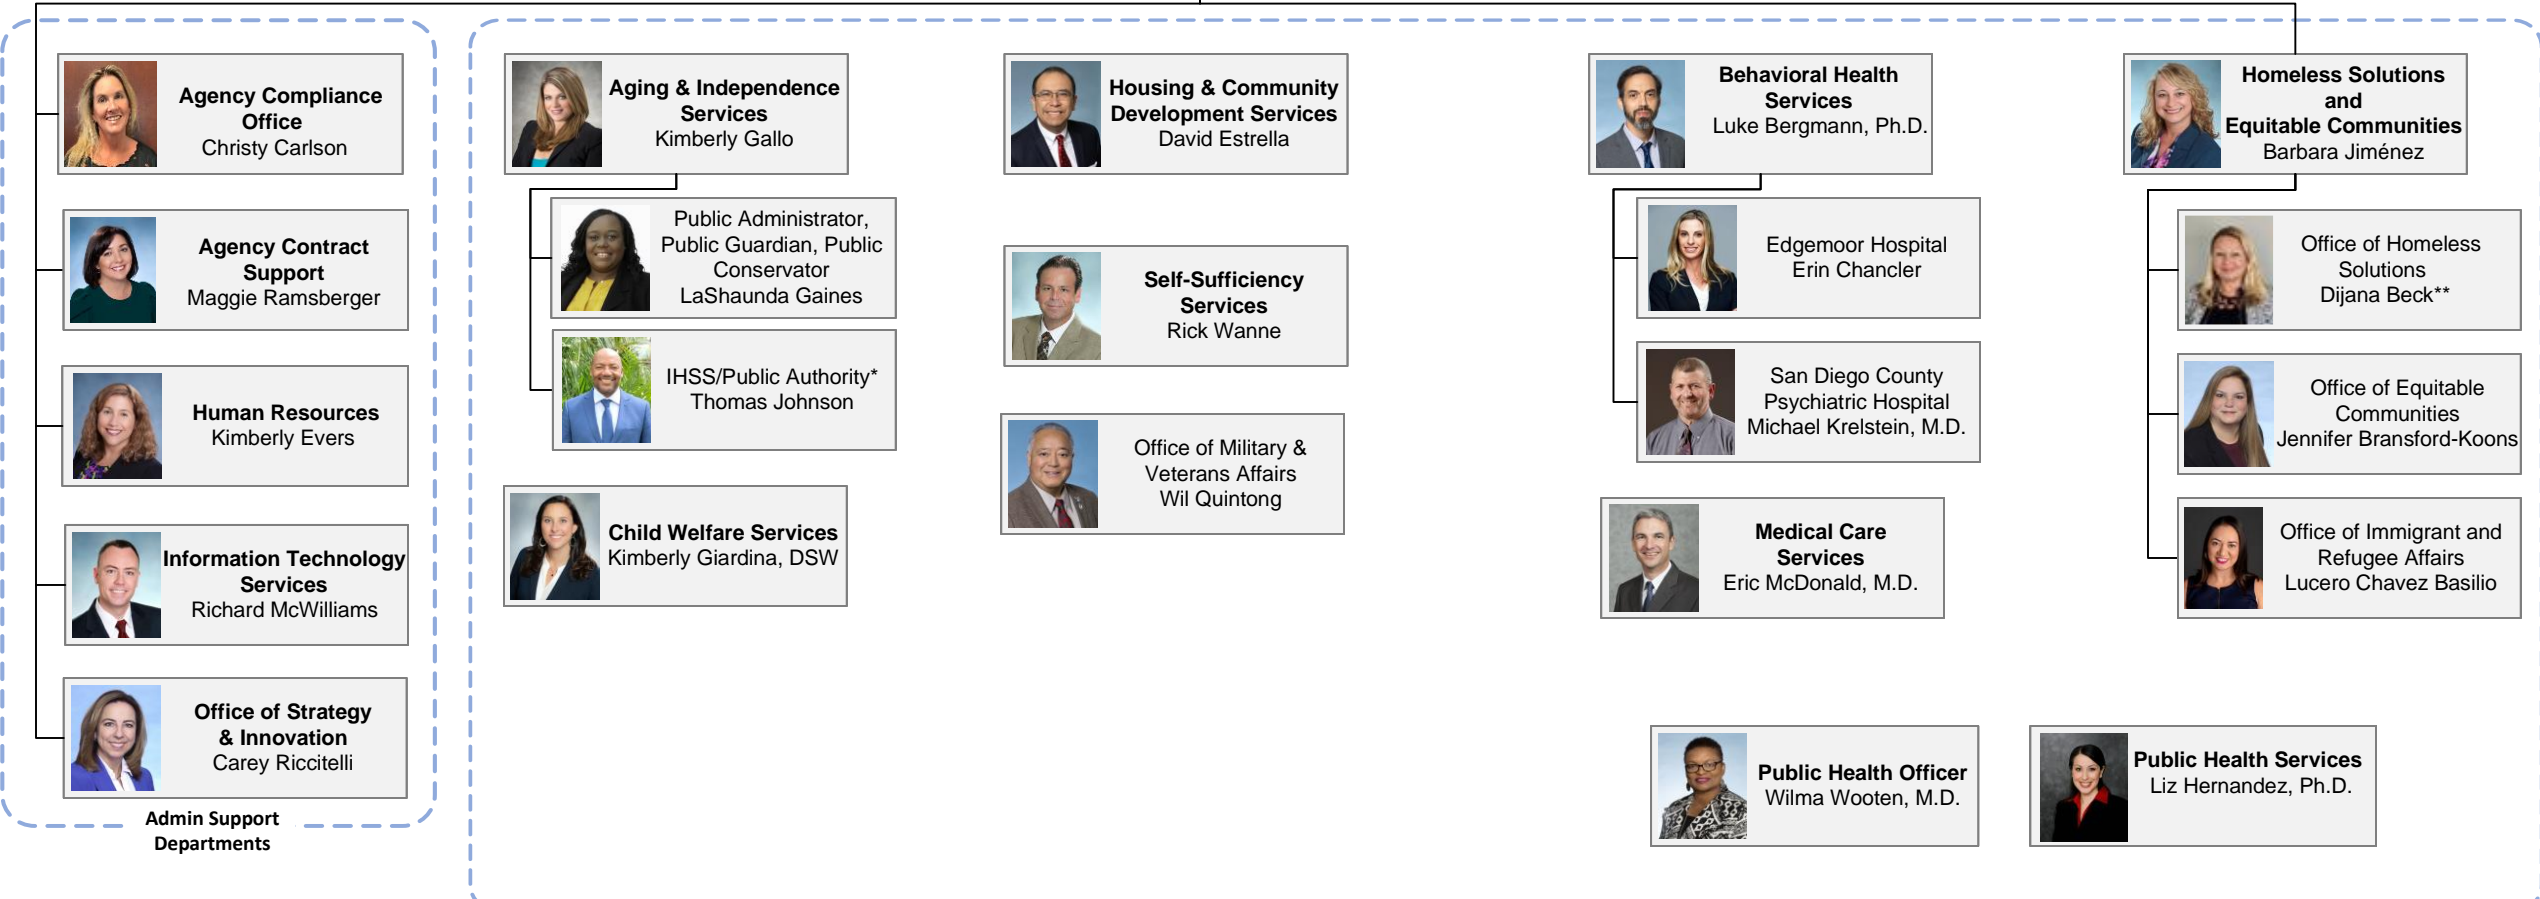 Agency Compliance
Office
Christy Carlson
Agency Contract
Support
Maggie Ramsberger
Human Resources
Kimberly Evers
Information Technology
Services
Richard McWilliams
Office of Strategy
& Innovation
Carey Riccitelli
Admin Support
Departments
Aging & Independence
Services
Kimberly Gallo
Public Administrator,
Public Guardian, Public
Conservator
LaShaunda Gaines
IHSS/Public Authority*
Thomas Johnson
Child Welfare Services
Kimberly Giardina, DSW
Housing & Community
Development Services
David Estrella
Self-Sufficiency
Services
Rick Wanne
Office of Military &
Veterans Affairs
Wil Quintong
Behavioral Health
Services
Luke Bergmann, Ph.D.
Edgemoor Hospital
Erin Chancler
San Diego County
Psychiatric Hospital
Michael Krelstein, M.D.
Medical Care
Services
Eric McDonald, M.D.
Public Health Officer
Wilma Wooten, M.D.
Homeless Solutions
and
Equitable Communities
Barbara Jiménez
Office of Homeless
Solutions
Dijana Beck**
Office of Equitable
Communities
Jennifer Bransford-Koons
Office of Immigrant and
Refugee Affairs
Lucero Chavez Basilio
Public Health Services
Liz Hernandez, Ph.D.